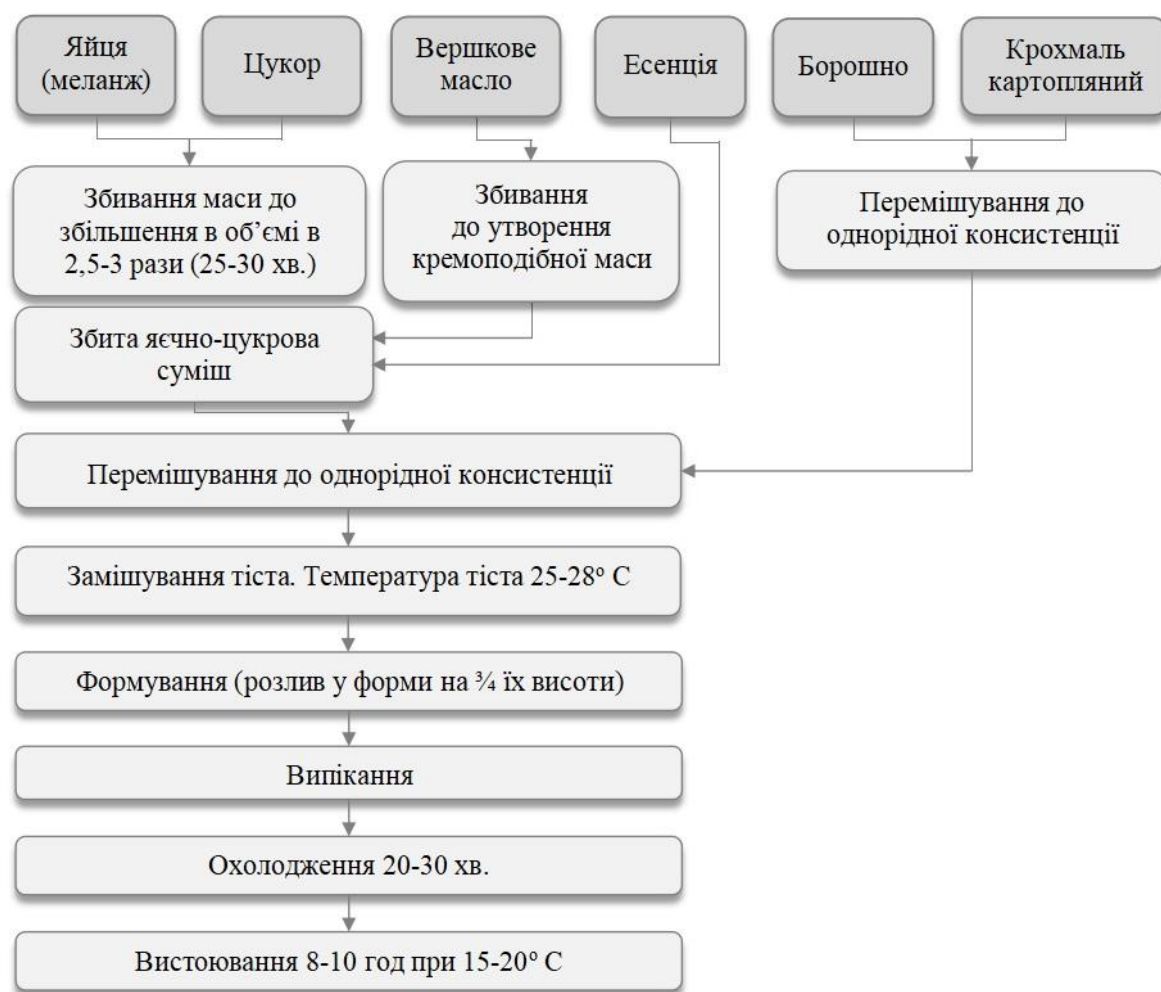 Яйця
(меланж)
Цукор
Вершкове
масло
Есенція
Борошно
Крохмаль
картопляний
Збивання маси до
збільшення в об’ємі в
2,5-3 рази (25-30 хв.)
Збивання
до утворення
кремоподібної маси
Перемішування до
однорідної консистенції
Збита яєчно-цукрова
суміш
Перемішування до однорідної консистенції
Замішування тіста. Температура тіста 25-28° С
Формування (розлив у форми на ¾ їх висоти)
Випікання
Охолодження 20-30 хв.
Вистоювання 8-10 год при 15-20° С